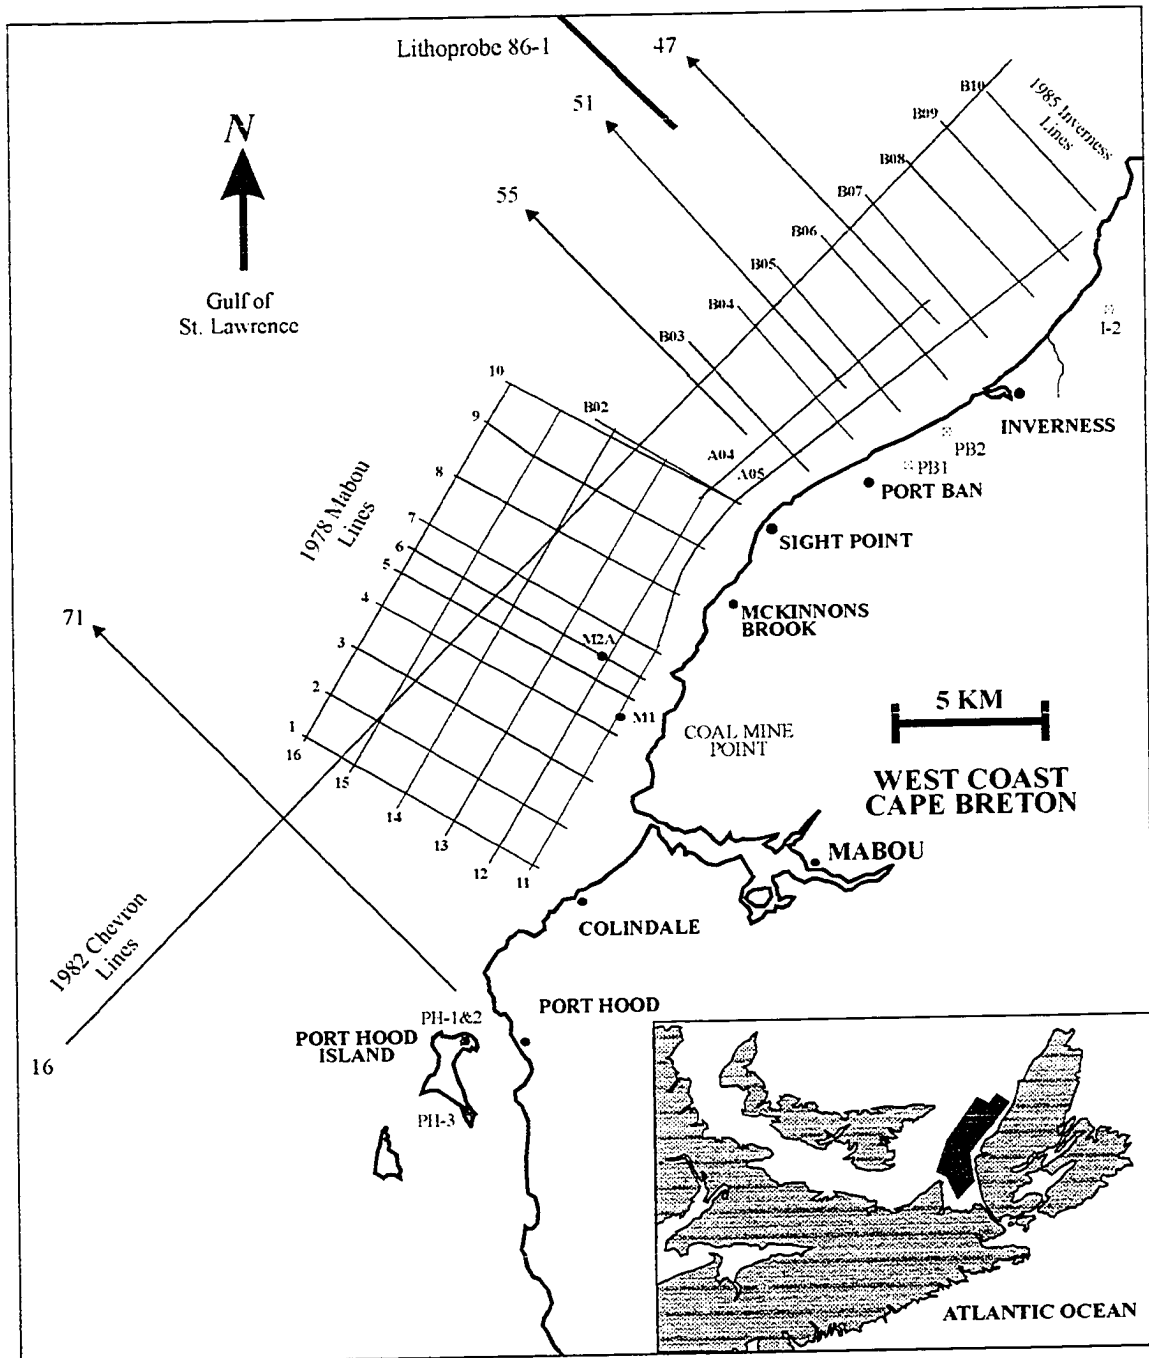 Lithoprobe 86-1
47
51
55
N
Gulf of
St. Lawrence
B10
1985 Inverness
Lines
B09
B08
B07
B06
B05
B04
B03
B02
I-2
INVERNESS
PB2
PB1
PORT BAN
A04
A05
SIGHT POINT
MCKINNONS
BROOK
10
9
8
7
6
5
4
3
2
1
1978 Mabou
Lines
71
M2A
M1
COAL MINE
POINT
5 KM
WEST COAST
CAPE BRETON
16
15
14
13
12
11
MABOU
COLINDALE
1982 Chevron
Lines
16
PORT HOOD
PH-1&2
PORT HOOD
ISLAND
PH-3
ATLANTIC OCEAN